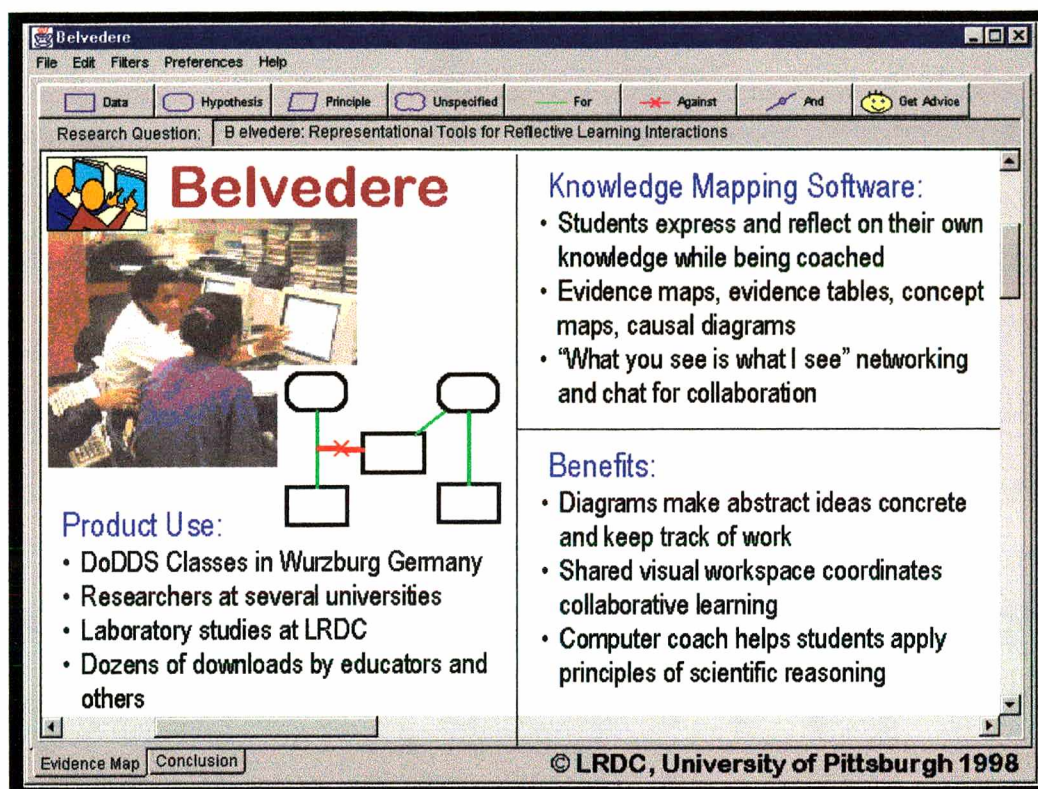 Belvedere
File Edit Filters Preferences Help
Data Hypothesis Principle Unspecified For Against And Get Advice
Research Question: B elvedere: Representational Tools for Reflective Learning Interactions
Belvedere
Product Use:
• DoDDS Classes in Wurzburg Germany
• Researchers at several universities
• Laboratory studies at LRDC
• Dozens of downloads by educators and
others
Knowledge Mapping Software:
• Students express and reflect on their own
knowledge while being coached
• Evidence maps, evidence tables, concept
maps, causal diagrams
• “What you see is what I see” networking
and chat for collaboration
Benefits:
• Diagrams make abstract ideas concrete
and keep track of work
• Shared visual workspace coordinates
collaborative learning
• Computer coach helps students apply
principles of scientific reasoning
Evidence Map Conclusion
© LRDC, University of Pittsburgh 1998